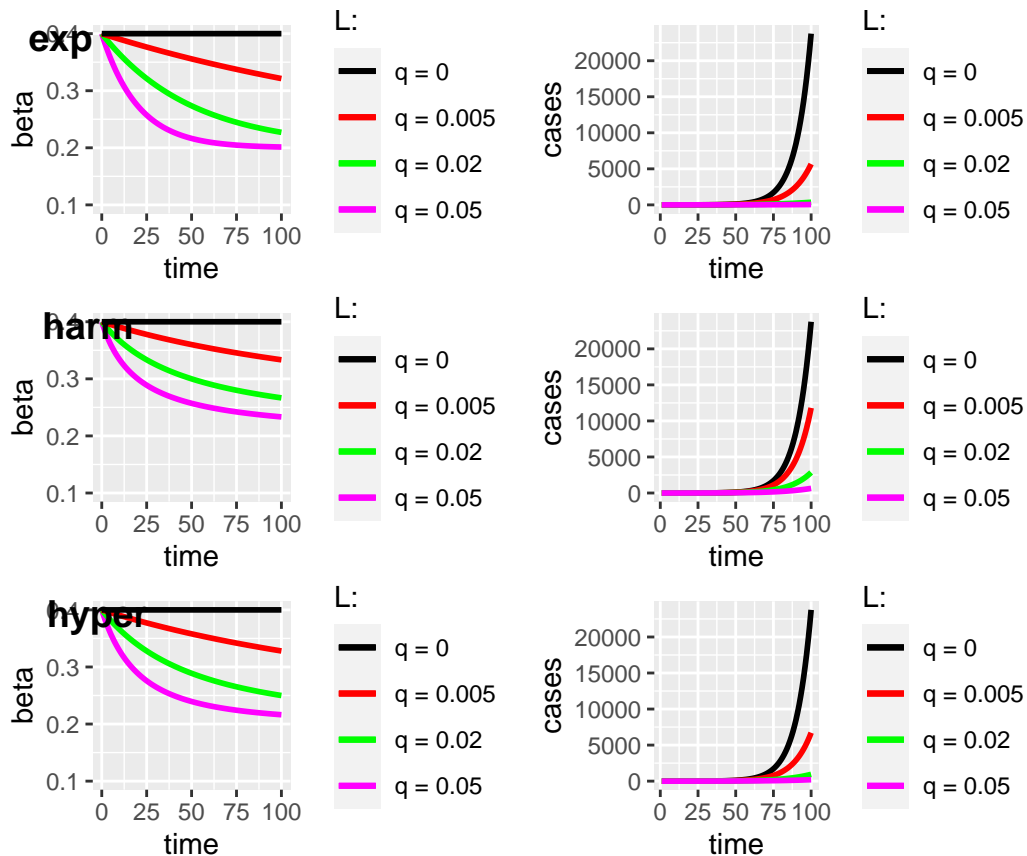 exp
0.4
0.3
0.2
0.1
beta
0 25 50 75 100
time
L:
q = 0
q = 0.005
q = 0.02
q = 0.05
20000
15000
10000
5000
0
cases
0 25 50 75 100
time
L:
q = 0
q = 0.005
q = 0.02
q = 0.05
harm
0.4
0.3
0.2
0.1
beta
0 25 50 75 100
time
L:
q = 0
q = 0.005
q = 0.02
q = 0.05
20000
15000
10000
5000
0
cases
0 25 50 75 100
time
L:
q = 0
q = 0.005
q = 0.02
q = 0.05
hyper
0.4
0.3
0.2
0.1
beta
0 25 50 75 100
time
L:
q = 0
q = 0.005
q = 0.02
q = 0.05
20000
15000
10000
5000
0
cases
0 25 50 75 100
time
L:
q = 0
q = 0.005
q = 0.02
q = 0.05